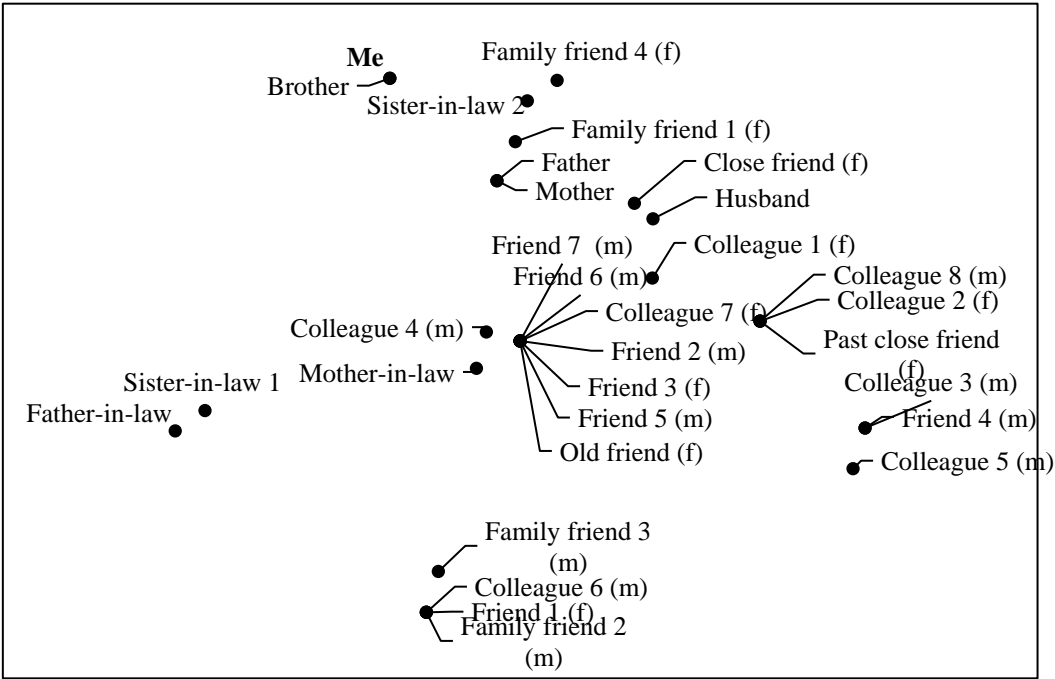 Me
Family friend 4 (f)
Brother
Sister-in-law 2
Family friend 1 (f)
Father
Close friend (f)
Mother
Husband
Friend 7  (m)
Colleague 1 (f)
Friend 6 (m)
Colleague 8 (m)
Colleague 2 (f)
Colleague 7 (f)
Colleague 4 (m)
Past close friend
(f)
Friend 2 (m)
Mother-in-law
Sister-in-law 1
Friend 3 (f)
Colleague 3 (m)
Father-in-law
Friend 5 (m)
Friend 4 (m)
Old friend (f)
Colleague 5 (m)
Family friend 3
(m)
Colleague 6 (m)
Friend 1 (f)
Family friend 2
(m)